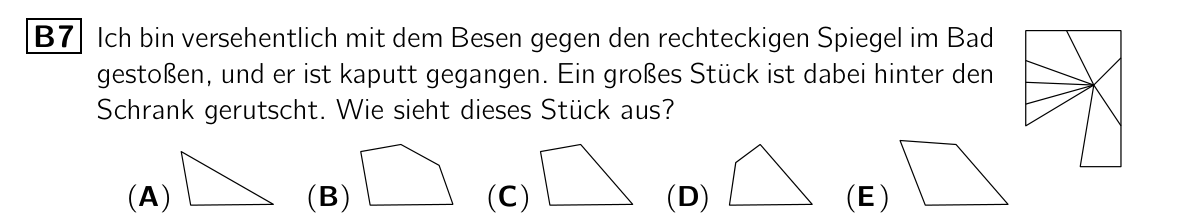 B7 Ich bin versehentlich mit dem Besen gegen den rechteckigen Spiegel im Bad
gestoßen, und er ist kaputt gegangen. Ein großes Stück ist dabei hinter den
Schrank gerutscht. Wie sieht dieses Stück aus?
(A) (B) (C) (D) (E)